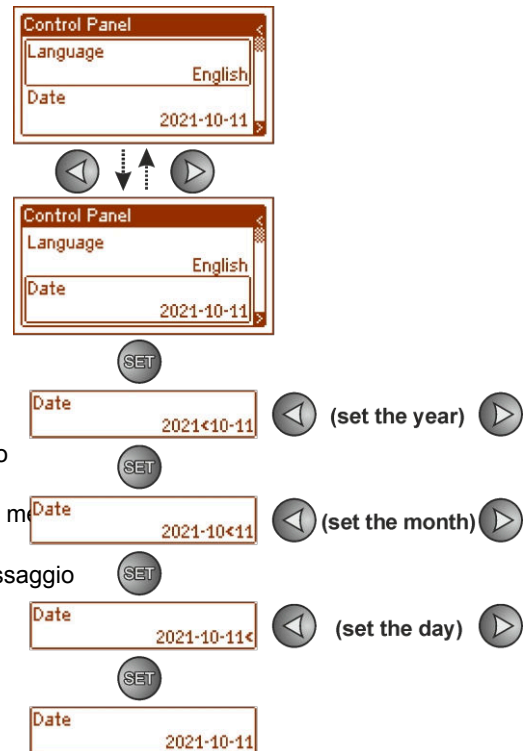 Control Panel <
Language
English
Date
2021-10-11 >
Control Panel <
Language
English
Date
2021-10-11 >
SET
Date
2021<10-11
(set the year)
SET
Date
2021-10<11
(set the month)
ssaggio
SET
Date
2021-10-11<
(set the day)
SET
Date
2021-10-11